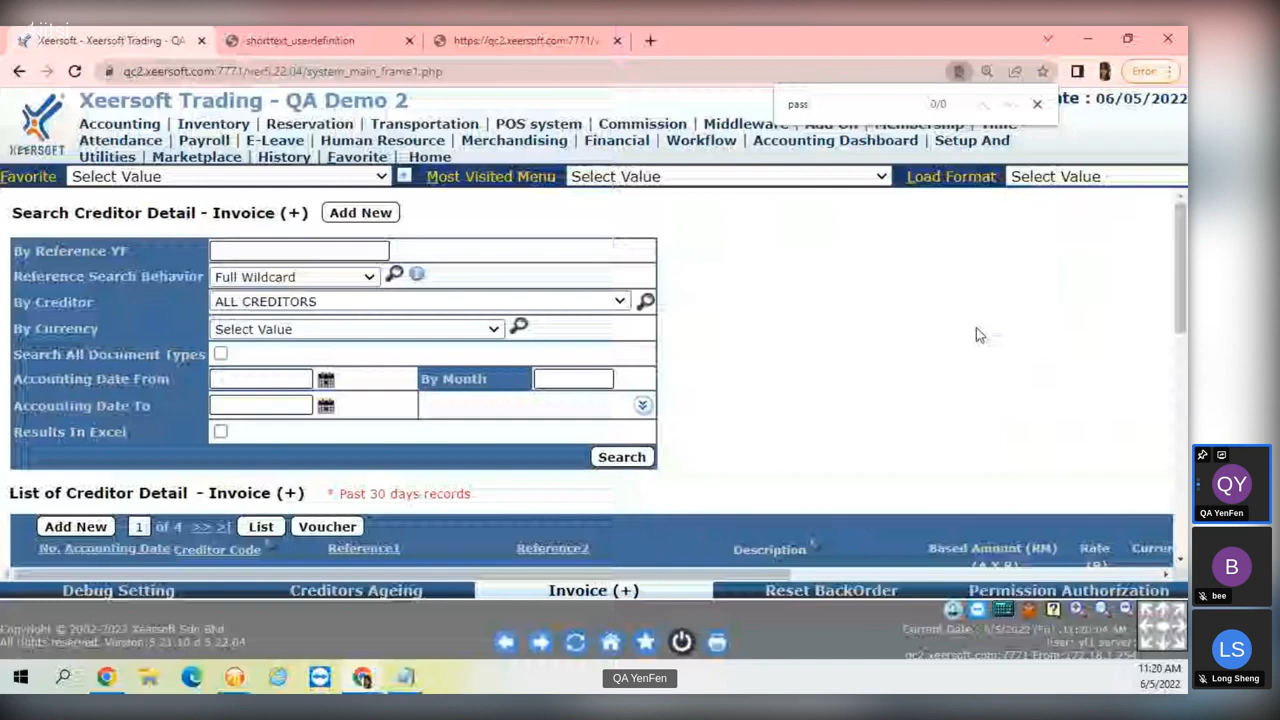 jitsi
Xeersoft - Xeersoft Trading - QA
shorttext_userdefinition
https://qc2.xeersoft.com:7771/v
qc2.xeersoft.com:7771/ver5.22.04/system_main_frame1.php
Error
pass 0/0
Xeersoft Trading - QA Demo 2
ate : 06/05/2022
XEERSOFT
Accounting | Inventory | Reservation | Transportation | POS system | Commission | Middleware
Attendance | Payroll | E-Leave | Human Resource | Merchandising | Financial | Workflow | Accounting Dashboard | Setup And
Utilities | Marketplace | History | Favorite | Home
Favorite Select Value Most Visited Menu Select Value Load Format Select Value
Search Creditor Detail - Invoice (+) Add New
By Reference YF
Reference Search Behavior Full Wildcard
By Creditor ALL CREDITORS
By Currency Select Value
Search All Document Types
Accounting Date From By Month
Accounting Date To
Results In Excel
Search
List of Creditor Detail - Invoice (+) * Past 30 days records
Add New 1 of 4 >> >| List Voucher
No. Accounting Date Creditor Code Reference1 Reference2 Description Based Amount (RM) Rate Curren
(A X B) (B)
Debug Setting Creditors Ageing Invoice (+) Reset BackOrder Permission Authorization
All rights reserved.
QA YenFen
11:20 AM
6/5/2022
QY
QA YenFen
B
bee
LS
Long Sheng